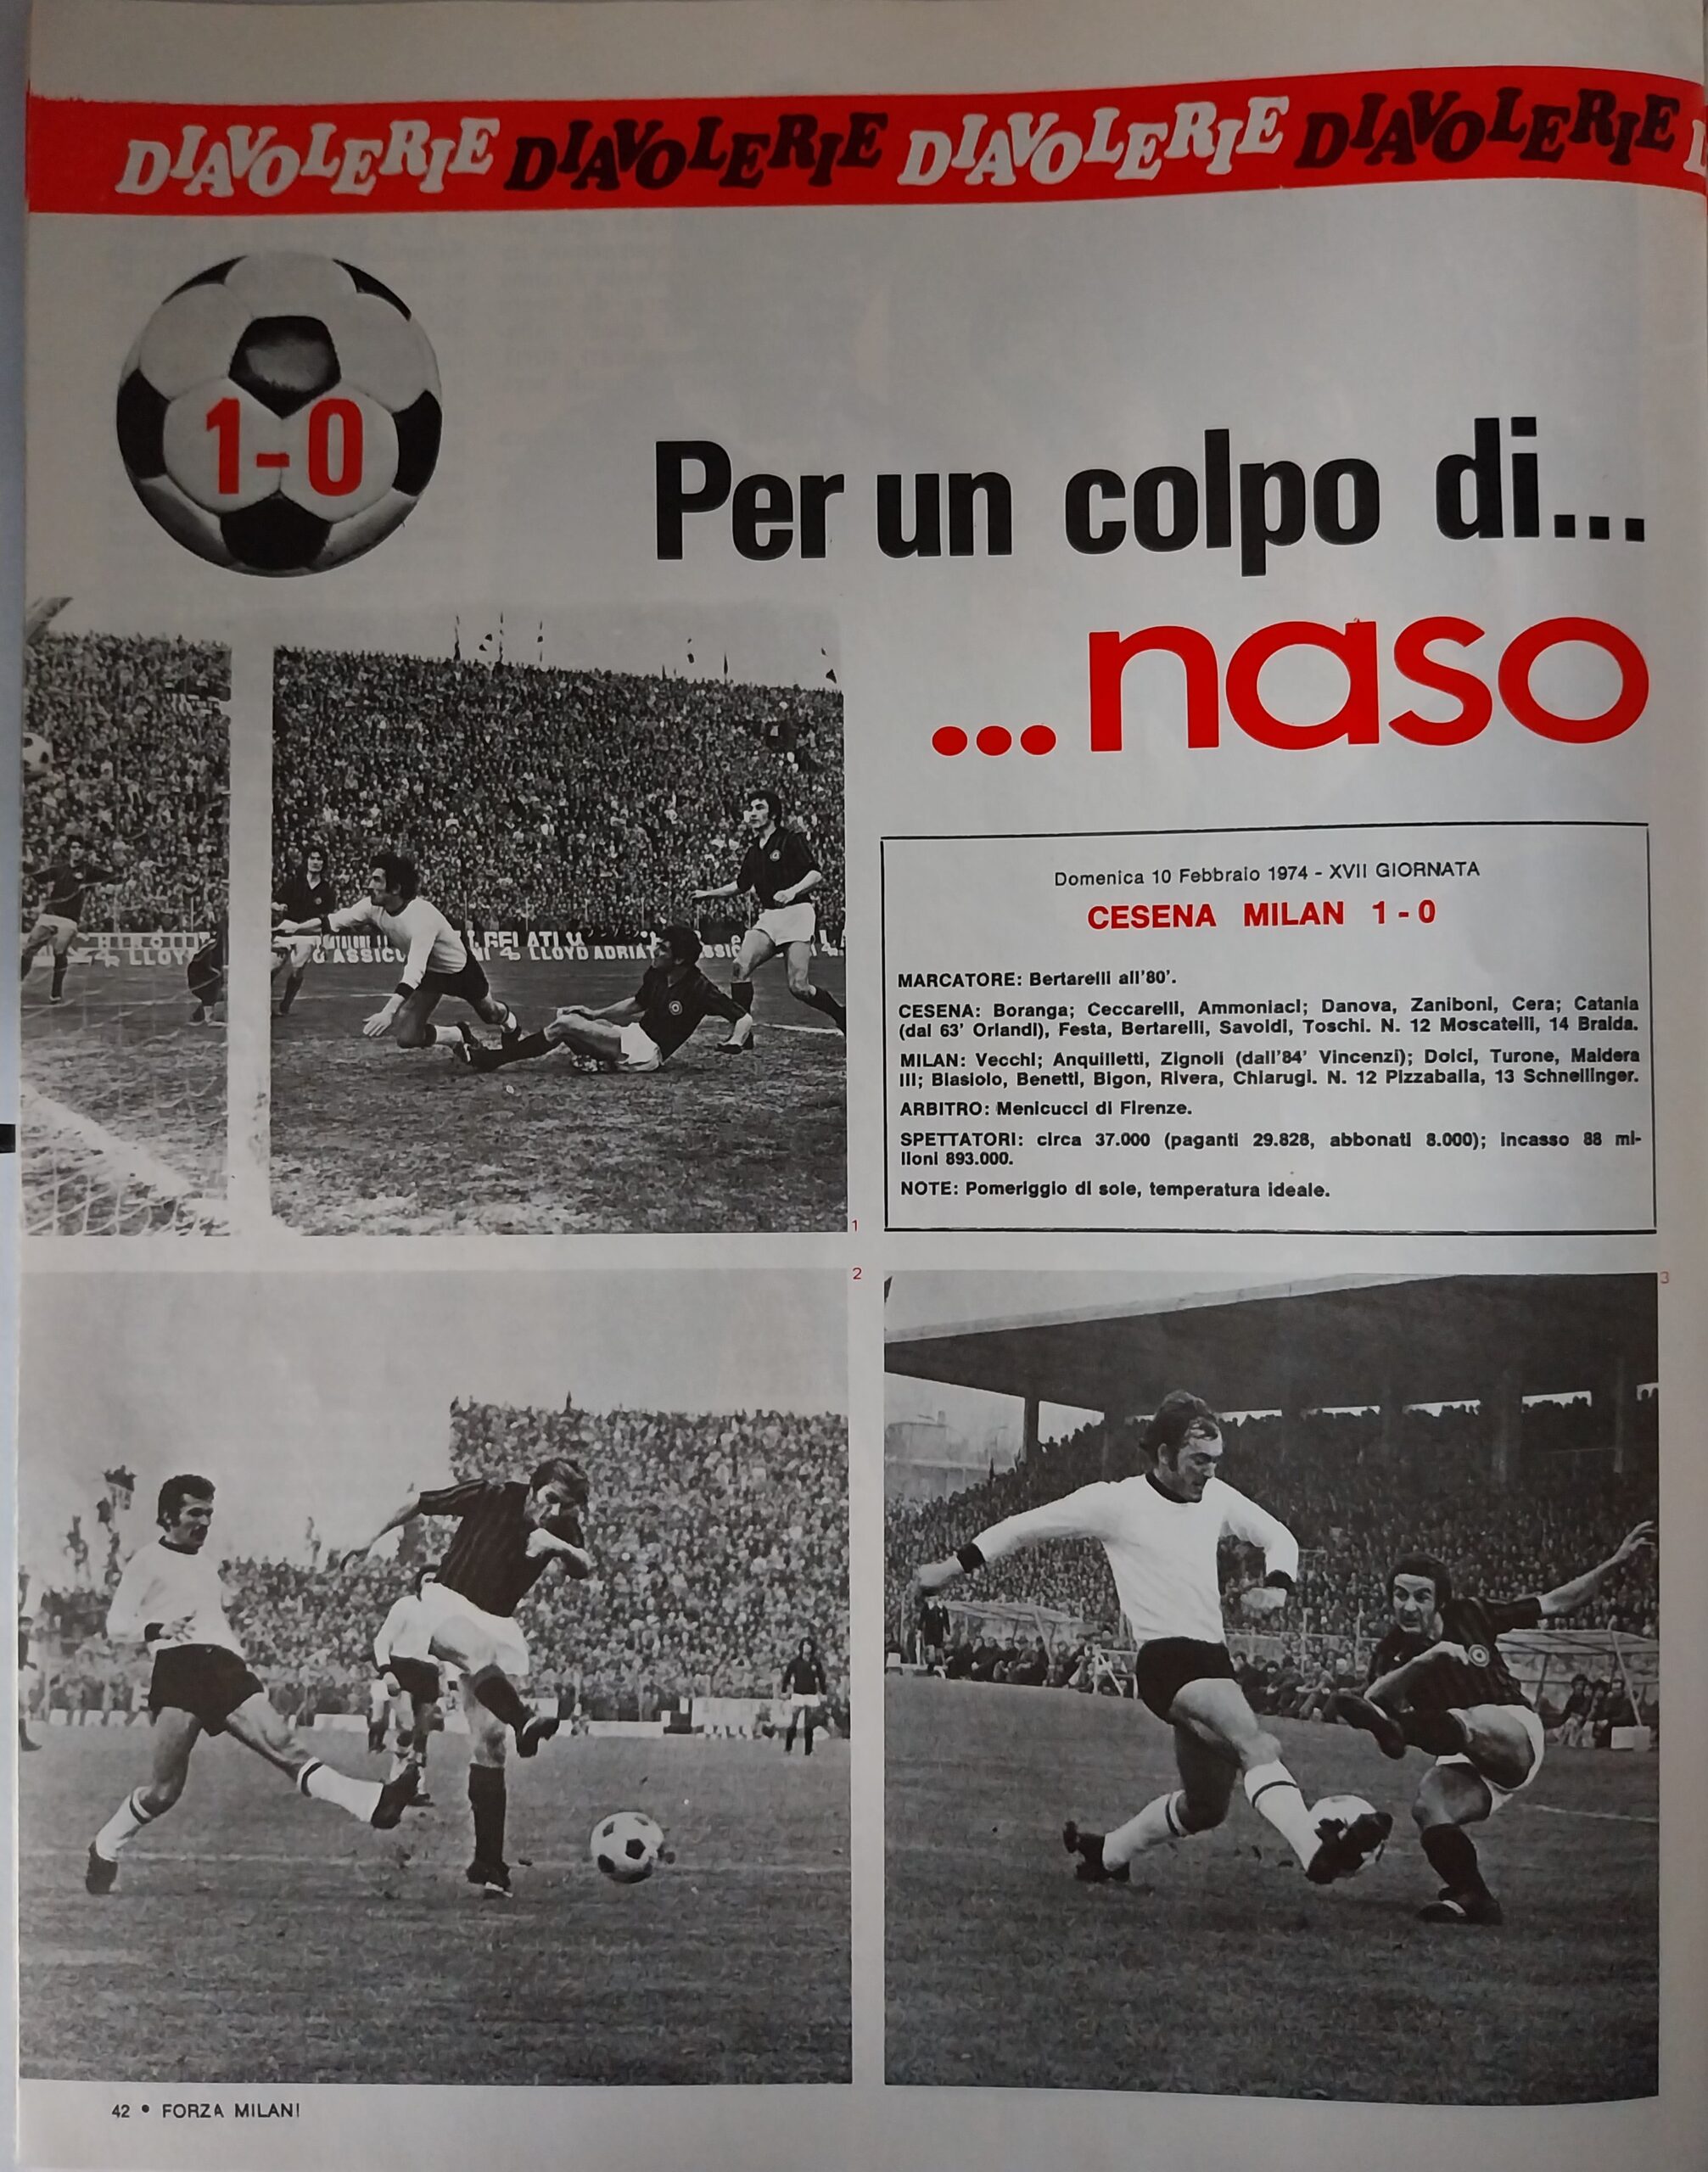 DIAVOLERIE DIAVOLERIE DIAVOLERIE DIAVOLERIE D
1-0
Per un colpo di...
...naso
Domenica 10 Febbraio 1974 - XVII GIORNATA
CESENA MILAN 1-0
MARCATORE: Bertarelli all'80'.
CESENA: Boranga; Ceccarelli, Ammoniaci; Danova, Zaniboni, Cera; Catania
(dal 63' Orlandi), Festa, Bertarelli, Savoldi, Toschi. N. 12 Moscatelli, 14 Braida.
MILAN: Vecchi; Anquilletti, Zignoli (dall'84' Vincenzi); Dolci, Turone, Maldera
III; Biasiolo, Benetti, Bigon, Rivera, Chiarugi. N. 12 Pizzaballa, 13 Schnellinger.
ARBITRO: Menicucci di Firenze.
SPETTATORI: circa 37.000 (paganti 29.828, abbonati 8.000); incasso 88 mi-
lioni 893.000.
NOTE: Pomeriggio di sole, temperatura ideale.
LLOYD ADRIAT
1
2
3
42 • FORZA MILAN!